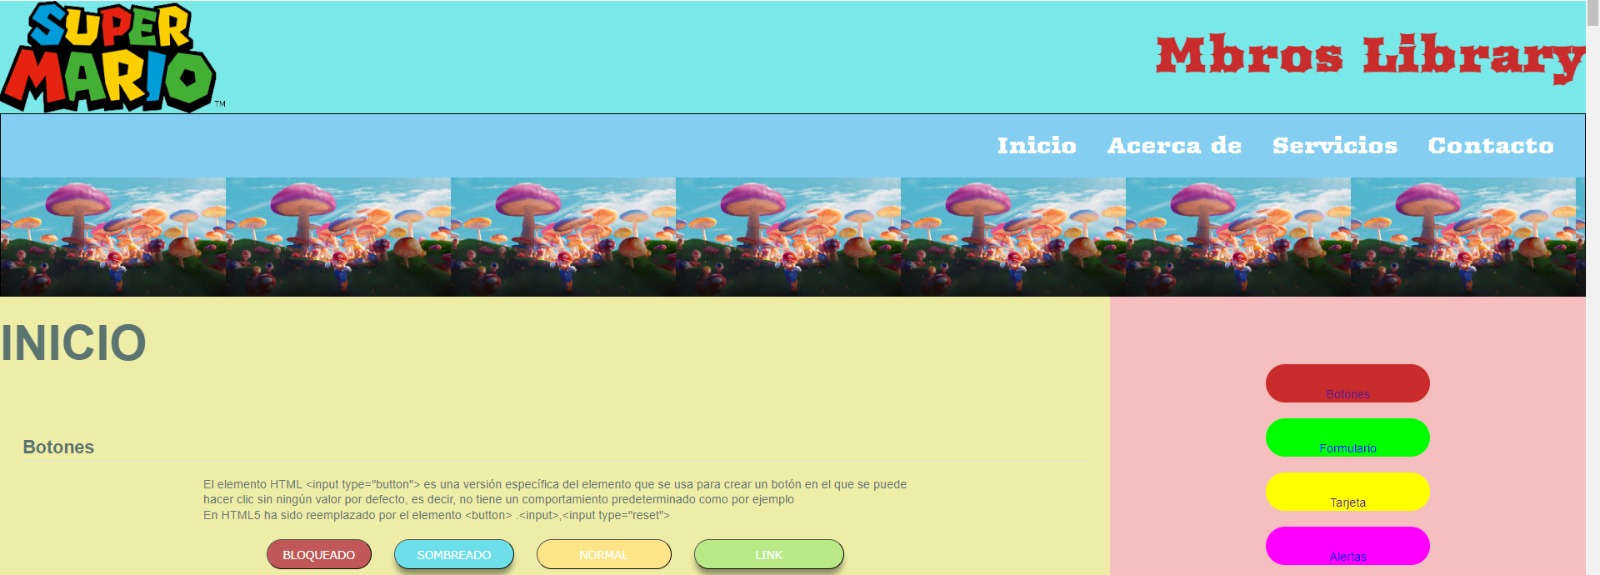 SUPER
MARIO
™
Mbros Library
Inicio Acerca de Servicios Contacto
INICIO
Botones
El elemento HTML <input type="button"> es una versión específica del elemento que se usa para crear un botón en el que se puede
hacer clic sin ningún valor por defecto, es decir, no tiene un comportamiento predeterminado como por ejemplo
En HTML5 ha sido reemplazado por el elemento <button> .<input>,<input type="reset">
BLOQUEADO SOMBREADO NORMAL LINK
Botones
Formulario
Tarjeta
Alertas